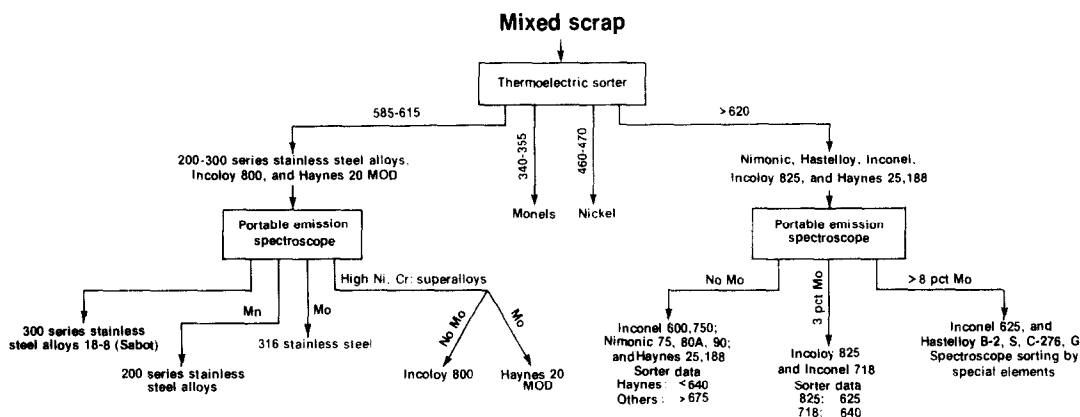 Mixed scrap
Thermoelectric sorter
585-615
340-355
460-470
>620
200-300 series stainless steel alloys,
Incoloy 800, and Haynes 20 MOD
Monels
Nickel
Nimonic, Hastelloy, Inconel,
Incoloy 825, and Haynes 25,188
Portable emission
spectroscope
Portable emission
spectroscope
Mn
Mo
High Ni, Cr: superalloys
No Mo
Mo
No Mo
3 pct Mo
>8 pct Mo
300 series stainless
steel alloys 18-8 (Sabot)
200 series stainless
steel alloys
316 stainless steel
Incoloy 800
Haynes 20
MOD
Inconel 600,750;
Nimonic 75, 80A, 90;
and Haynes 25,188
Sorter data
Haynes: <640
Others: >675
Incoloy 825
and Inconel 718
Sorter data
825: 625
718: 640
Inconel 625, and
Hastelloy B-2, S, C-276, G
Spectroscope sorting by
special elements